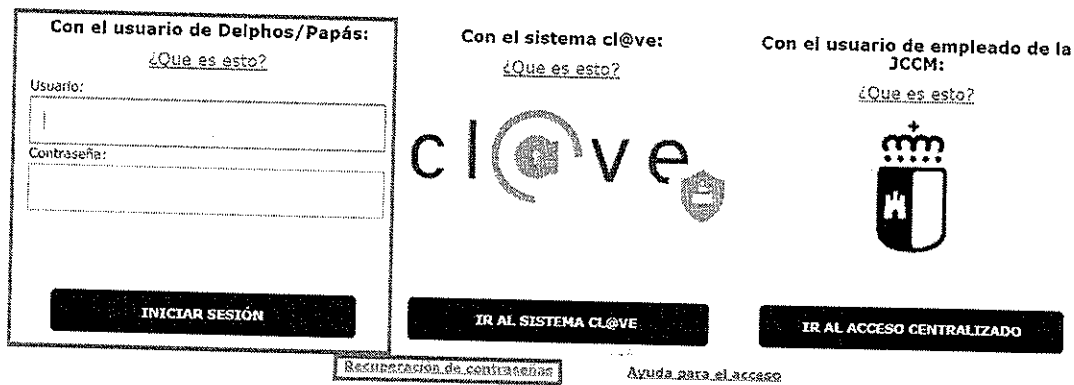 Con el usuario de Delphos/Papás:
¿Que es esto?
Usuario:
Contraseña:
INICIAR SESIÓN
Con el sistema cl@ve:
¿Que es esto?
cl@ve
IR AL SISTEMA CL@VE
Con el usuario de empleado de la
JCCM:
¿Que es esto?
IR AL ACCESO CENTRALIZADO
Recuperación de contraseñas
Ayuda para el acceso